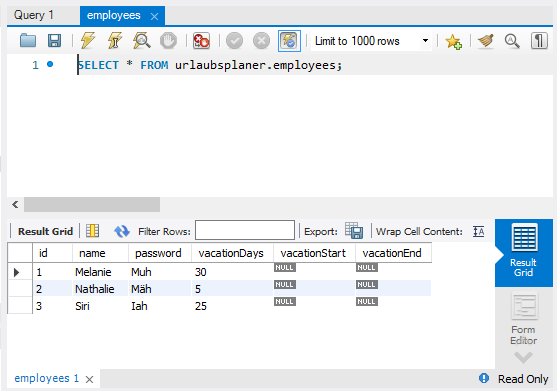 Query 1 employees ×
Limit to 1000 rows
1 SELECT * FROM urlaubsplaner.employees;
Result Grid Filter Rows: Export: Wrap Cell Content:
id name password vacationDays vacationStart vacationEnd
1 Melanie Muh 30 NULL NULL
2 Nathalie Mäh 5 NULL NULL
3 Siri Iah 25 NULL NULL
Result
Grid
Form
Editor
employees 1 × Read Only